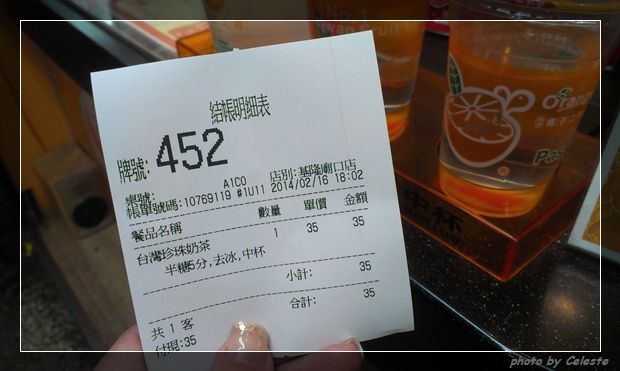 結帳明細表
牌號: 452
桌號: A1C0 店別: 基隆廟口店
帳單號碼:10769119 #1U11 2014/02/16 18:02
餐品名稱 數量 單價 金額
台灣珍珠奶茶 1 35 35
半糖5分,去冰,中杯
小計: 35
合計: 35
共 1 客
付現:35
中杯
photo by Celeste